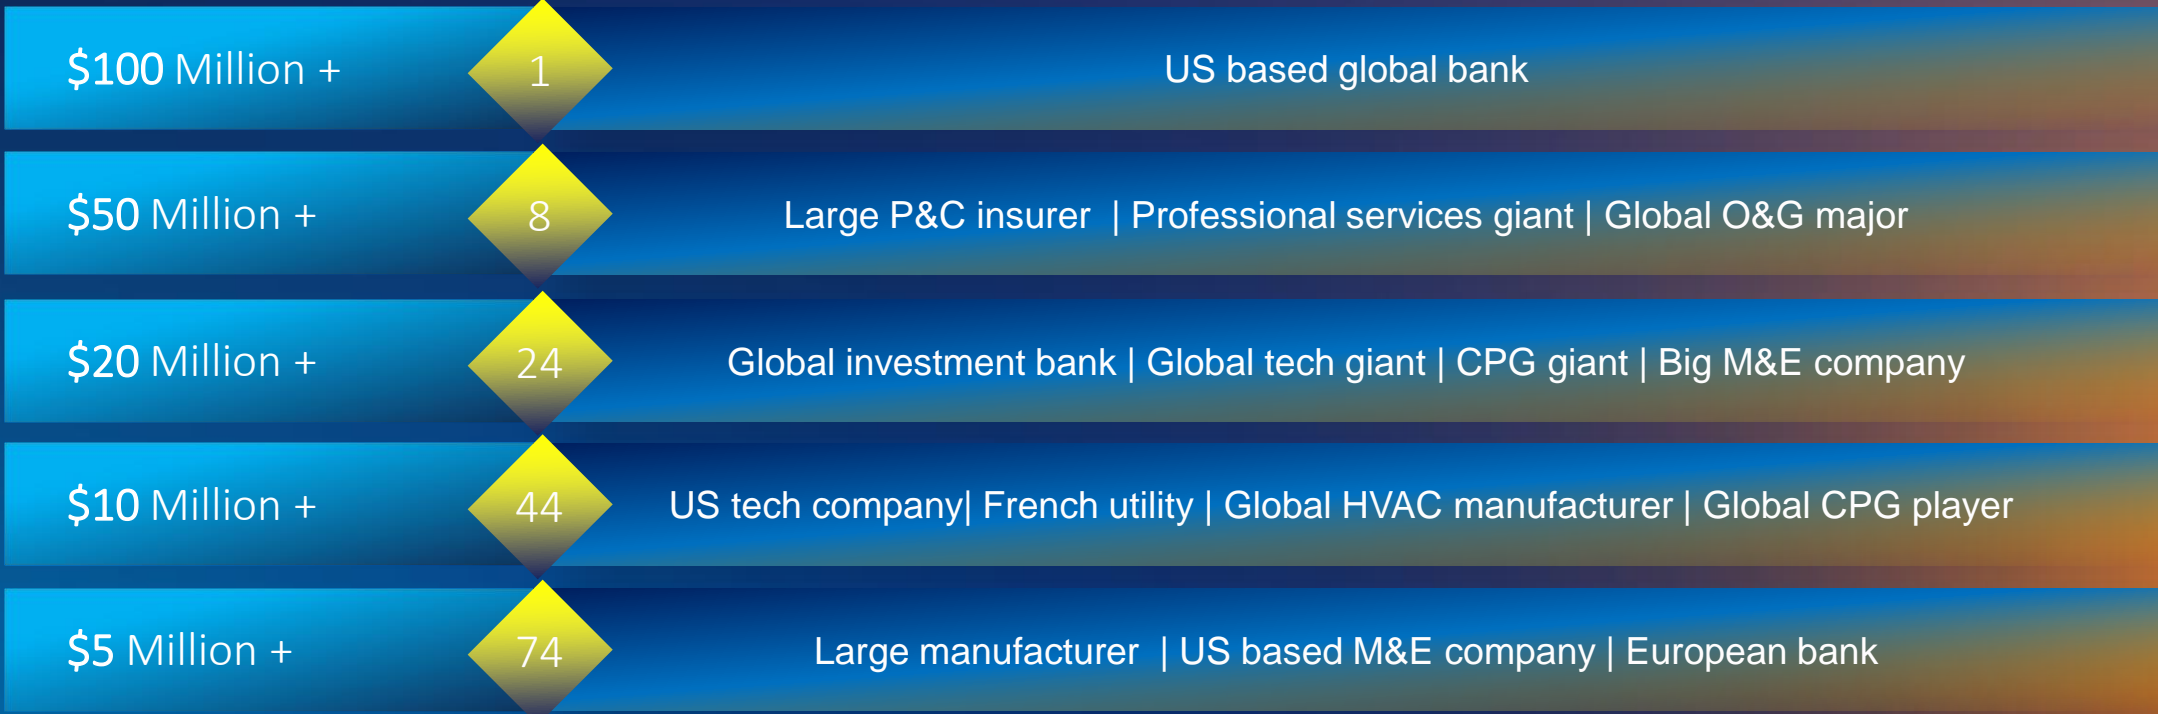 $100 Million +
1
US based global bank
$50 Million +
8
Large P&C insurer | Professional services giant | Global O&G major
$20 Million +
24
Global investment bank | Global tech giant | CPG giant | Big M&E company
$10 Million +
44
US tech company| French utility | Global HVAC manufacturer | Global CPG player
$5 Million +
74
Large manufacturer | US based M&E company | European bank